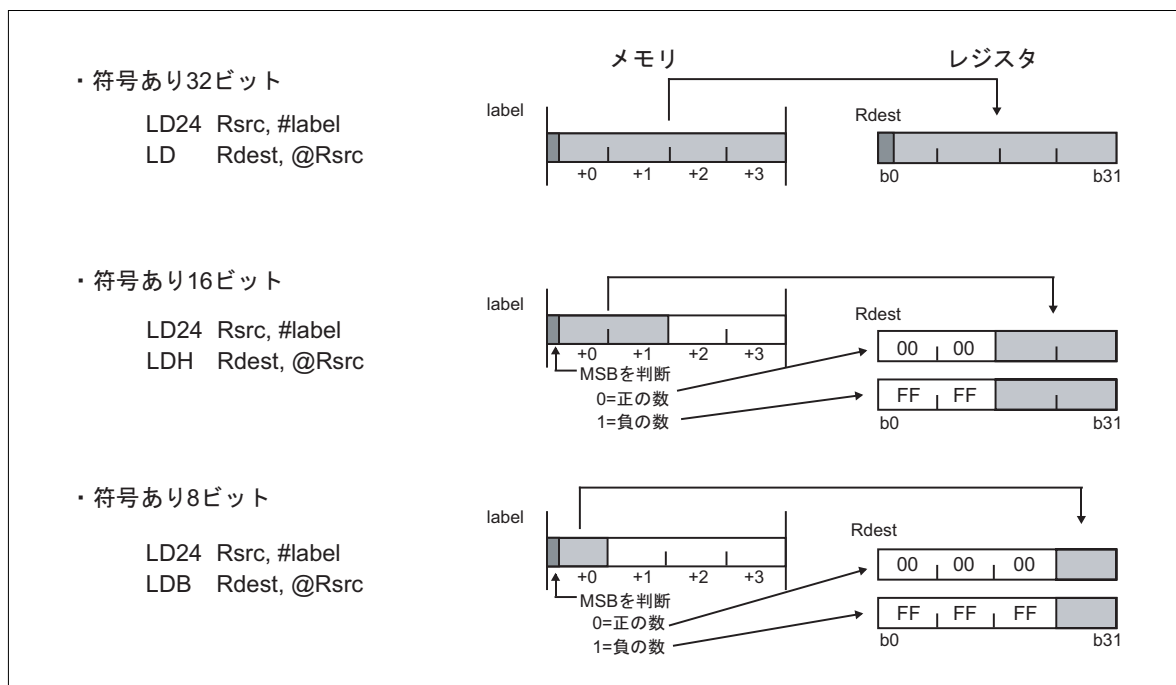 メモリ レジスタ
・符号あり32ビット
LD24 Rsrc, #label
LD Rdest, @Rsrc
label
+0 +1 +2 +3
Rdest
b0 b31
・符号あり16ビット
LD24 Rsrc, #label
LDH Rdest, @Rsrc
label
+0 +1 +2 +3
MSBを判断
0=正の数
1=負の数
Rdest
00 00
FF FF
b0 b31
・符号あり8ビット
LD24 Rsrc, #label
LDB Rdest, @Rsrc
label
+0 +1 +2 +3
MSBを判断
0=正の数
1=負の数
Rdest
00 00 00
FF FF FF
b0 b31